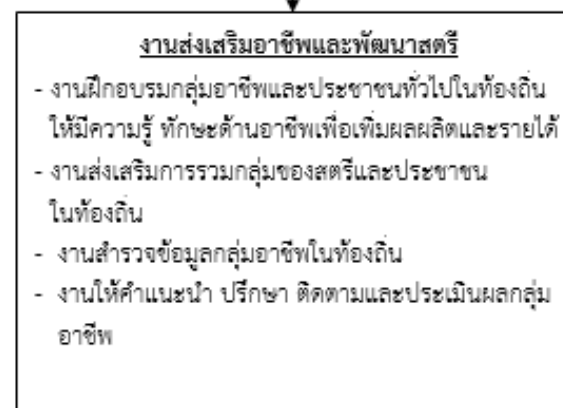 งานส่งเสริมอาชีพและพัฒนาสตรี
- งานฝึกอบรมกลุ่มอาชีพและประชาชนทั่วไปในท้องถิ่น
ให้มีความรู้ ทักษะด้านอาชีพเพื่อเพิ่มผลผลิตและรายได้
- งานส่งเสริมการรวมกลุ่มของสตรีและประชาชน
ในท้องถิ่น
- งานสำรวจข้อมูลกลุ่มอาชีพในท้องถิ่น
- งานให้คำแนะนำ ปรึกษา ติดตามและประเมินผลกลุ่ม
อาชีพ